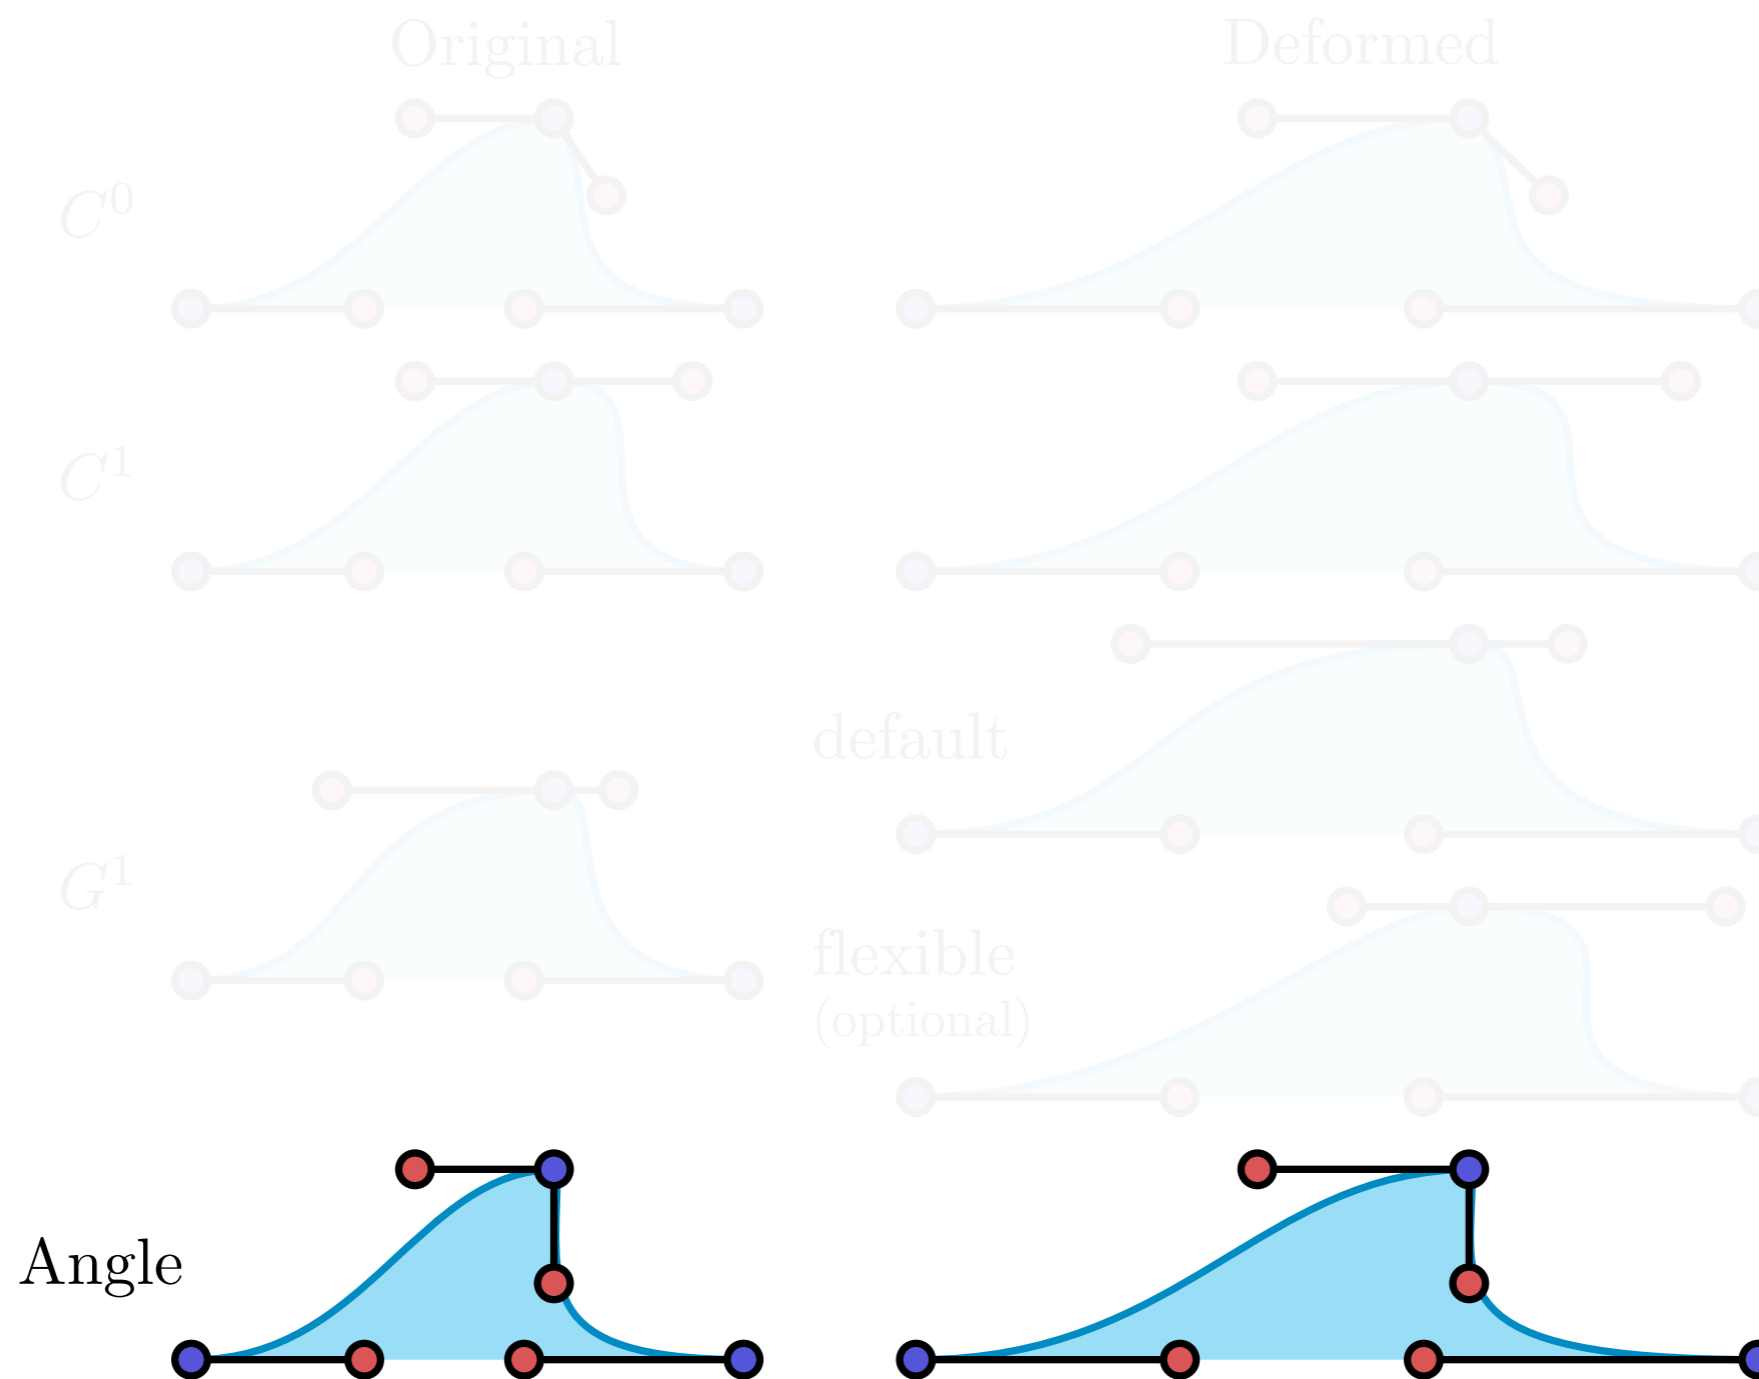 Original Deformed
C⁰
C¹
default
G¹
flexible
(optional)
Angle